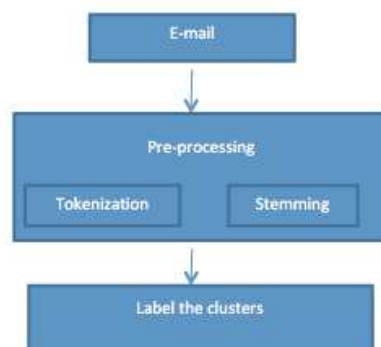 E-mail
Pre-processing
Tokenization
Stemming
Label the clusters